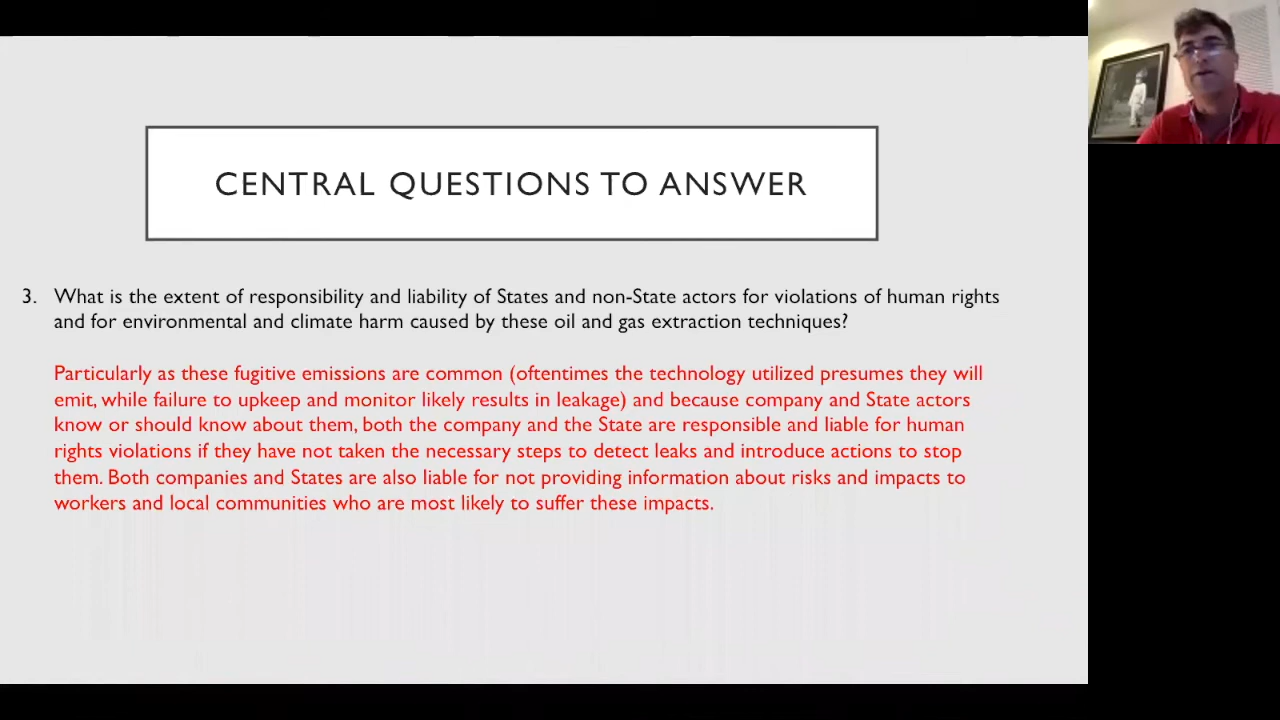 CENTRAL QUESTIONS TO ANSWER
3. What is the extent of responsibility and liability of States and non-State actors for violations of human rights
and for environmental and climate harm caused by these oil and gas extraction techniques?
Particularly as these fugitive emissions are common (oftentimes the technology utilized presumes they will
emit, while failure to upkeep and monitor likely results in leakage) and because company and State actors
know or should know about them, both the company and the State are responsible and liable for human
rights violations if they have not taken the necessary steps to detect leaks and introduce actions to stop
them. Both companies and States are also liable for not providing information about risks and impacts to
workers and local communities who are most likely to suffer these impacts.